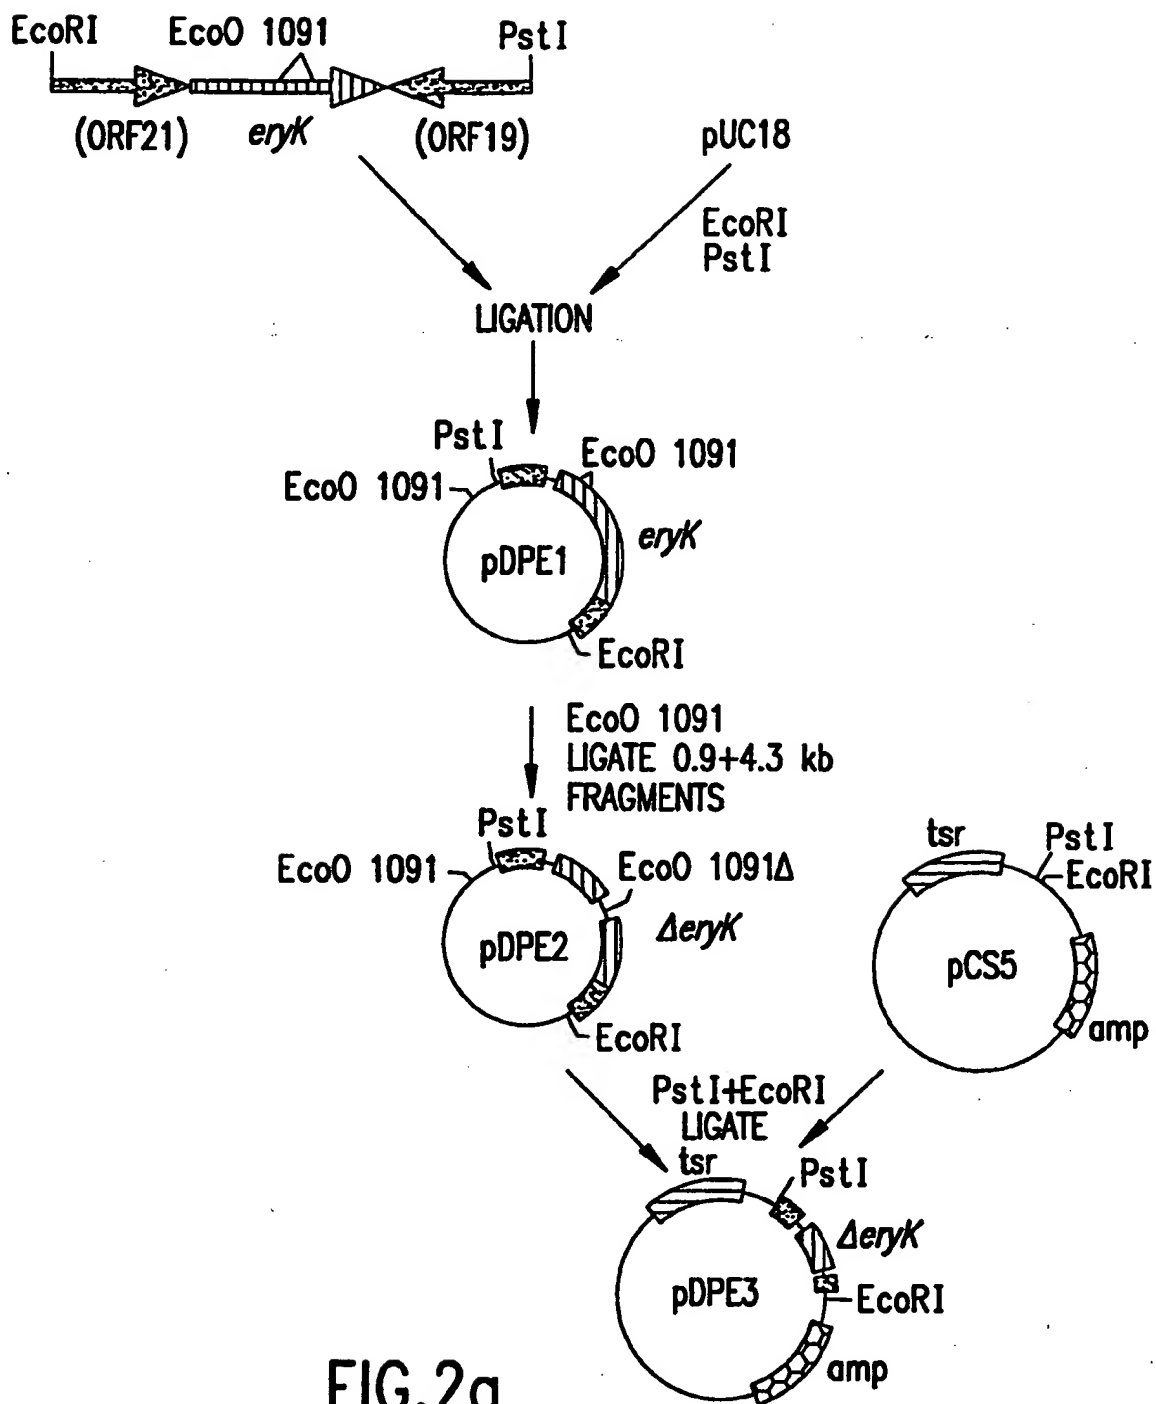 EcoRI EcoO 1091 PstI
(ORF21) eryK (ORF19)
pUC18
EcoRI
PstI
LIGATION
PstI
EcoO 1091
EcoO 1091
eryK
pDPE1
EcoRI
EcoO 1091
LIGATE 0.9+4.3 kb
FRAGMENTS
PstI
EcoO 1091
EcoO 1091Δ
ΔeryK
pDPE2
EcoRI
tsr
PstI
EcoRI
pCS5
amp
PstI+EcoRI
LIGATE
tsr
PstI
ΔeryK
pDPE3
EcoRI
amp
FIG.2a